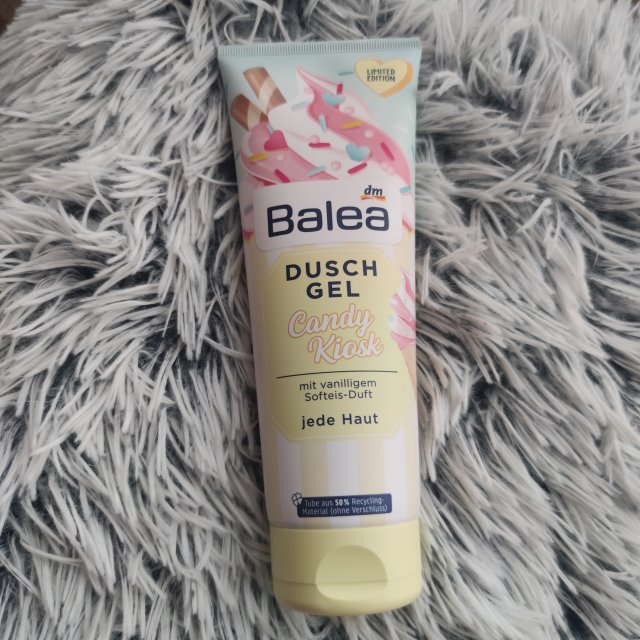 LIMITED
EDITION
dm
Balea
DUSCH
GEL
Candy
Kiosk
mit vanilligem
Softeis-Duft
jede Haut
Tube aus 50% Recycling-
Material (ohne Verschluss)